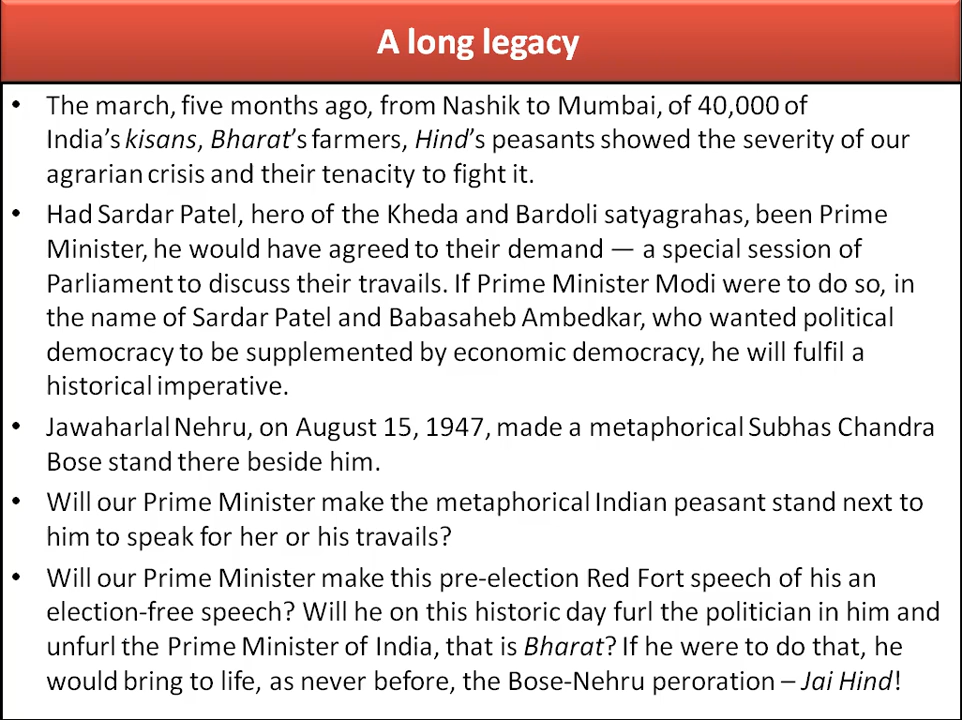 A long legacy
• The march, five months ago, from Nashik to Mumbai, of 40,000 of
India's kisans, Bharat's farmers, Hind's peasants showed the severity of our
agrarian crisis and their tenacity to fight it.
• Had Sardar Patel, hero of the Kheda and Bardoli satyagrahas, been Prime
Minister, he would have agreed to their demand — a special session of
Parliament to discuss their travails. If Prime Minister Modi were to do so, in
the name of Sardar Patel and Babasaheb Ambedkar, who wanted political
democracy to be supplemented by economic democracy, he will fulfil a
historical imperative.
• Jawaharlal Nehru, on August 15, 1947, made a metaphorical Subhas Chandra
Bose stand there beside him.
• Will our Prime Minister make the metaphorical Indian peasant stand next to
him to speak for her or his travails?
• Will our Prime Minister make this pre-election Red Fort speech of his an
election-free speech? Will he on this historic day furl the politician in him and
unfurl the Prime Minister of India, that is Bharat? If he were to do that, he
would bring to life, as never before, the Bose-Nehru peroration – Jai Hind!